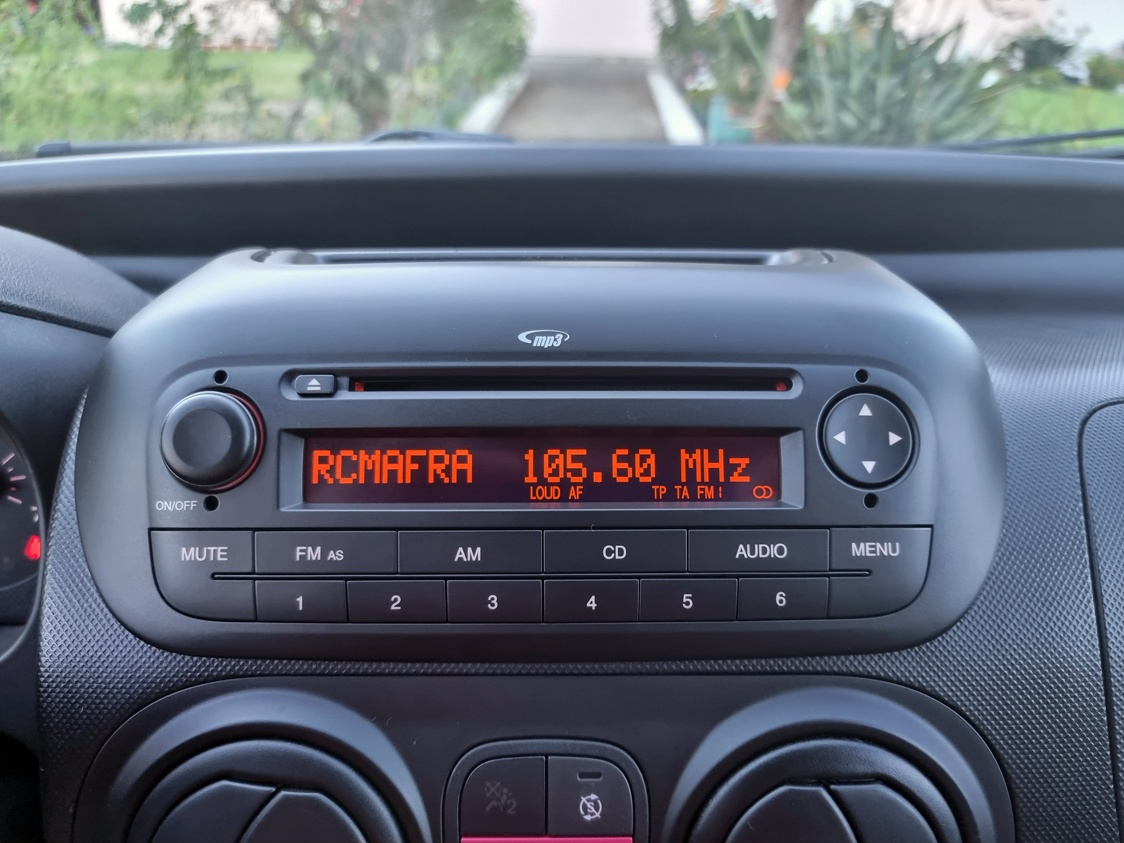 mp3
RCMAFRA 105.60 MHz
LOUD AF TP TA FM1
ON/OFF
MUTE FM AS AM CD AUDIO MENU
1 2 3 4 5 6